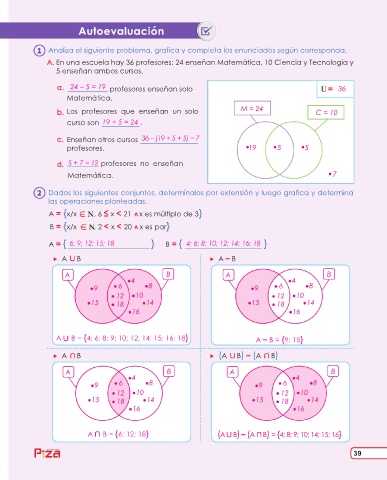 Autoevaluación
1 Analiza el siguiente problema, grafica y completa los enunciados según corresponda.
A. En una escuela hay 36 profesores: 24 enseñan Matemática, 10 Ciencia y Tecnología y
5 enseñan ambos cursos.
a. 24 – 5 = 19 profesores enseñan solo
Matemática.
b. Los profesores que enseñan un solo
curso son 19 + 5 = 24 .
c. Enseñan otros cursos 36 – (19 + 5 + 5) = 7
profesores.
d. 5 + 7 = 12 profesores no enseñan
Matemática.
U = 36
M = 24
C = 10
•19 •5 •5
•7
2 Dados los siguientes conjuntos, determínalos por extensión y luego grafica y determina
las operaciones planteadas.
A = {x/x ∈ ℕ, 6 ≤ x < 21 ∧ x es múltiplo de 3}
B = {x/x ∈ ℕ, 2 < x < 20 ∧ x es par}
A = { 6; 9; 12; 15; 18 } B = { 4; 6; 8; 10; 12; 14; 16; 18 }
▸ A ∪ B
A B
•4
•9 •6 •8
•12 •10
•15 •18 •14
•16
A ∪ B = {4; 6; 8; 9; 10; 12; 14; 15; 16; 18}
▸ A – B
A B
•4
•9 •6 •8
•12 •10
•15 •18 •14
•16
A – B = {9; 15}
▸ A ∩ B
A B
•4
•9 •6 •8
•12 •10
•15 •18 •14
•16
A ∩ B = {6; 12; 18}
▸ (A ∪ B) – (A ∩ B)
A B
•4
•9 •6 •8
•12 •10
•15 •18 •14
•16
(A ∪ B) – (A ∩ B) = {4; 8; 9; 10; 14; 15; 16}
39